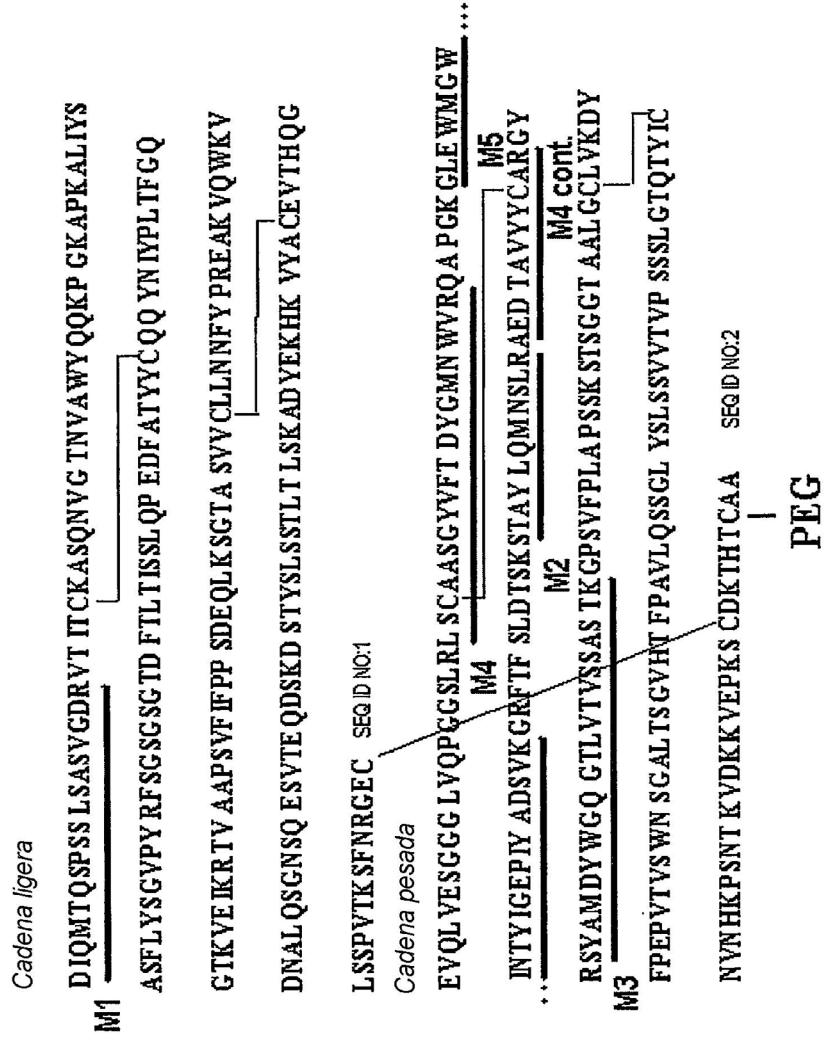 Cadena ligera
DIQMTQSPSS LSASVGDRVT ITCKASQNVG TNVAWYQQKP GKAPKALIYS
M1
ASFLYSGVPY RFSGSGSGTD FTLTISSLQP EDFATYYCQQ YNIYPLTFGQ
GTKVEIKRTV AAPSVFIFPP SDEQLKSGTA SVVCLLNNFY PREAKVQWKV
DNALQSGNSQ ESVTEQDSKD STYSLSSTLT LSKADYEKHK VYACEVTHQG
LSSPVTKSFNRGEC SEQ ID NO:1
Cadena pesada
EVQLVESGGG LVQPGGSLRL SCAASGYVFT DYGMNWVRQA PGKGLEWMGW
M4 M5
INTYIGEPIY ADSVKGRFTF SLDTSKSTAY LQMNSLRAED TAVYYCARGY
M2 M4 cont.
RSYAMDYWGQ GTLVTVSSAS TKGPSVFPLAPSSKSTSGGT AALGCLVKDY
M3
FPEPVTVSWN SGALTSGVHT FPAVLQSSGL YSLSSVVTVP SSSLGTQTYIC
NVNHKPSNT KVDKKVEPKS CDKTHTCAA SEQ ID NO:2
PEG